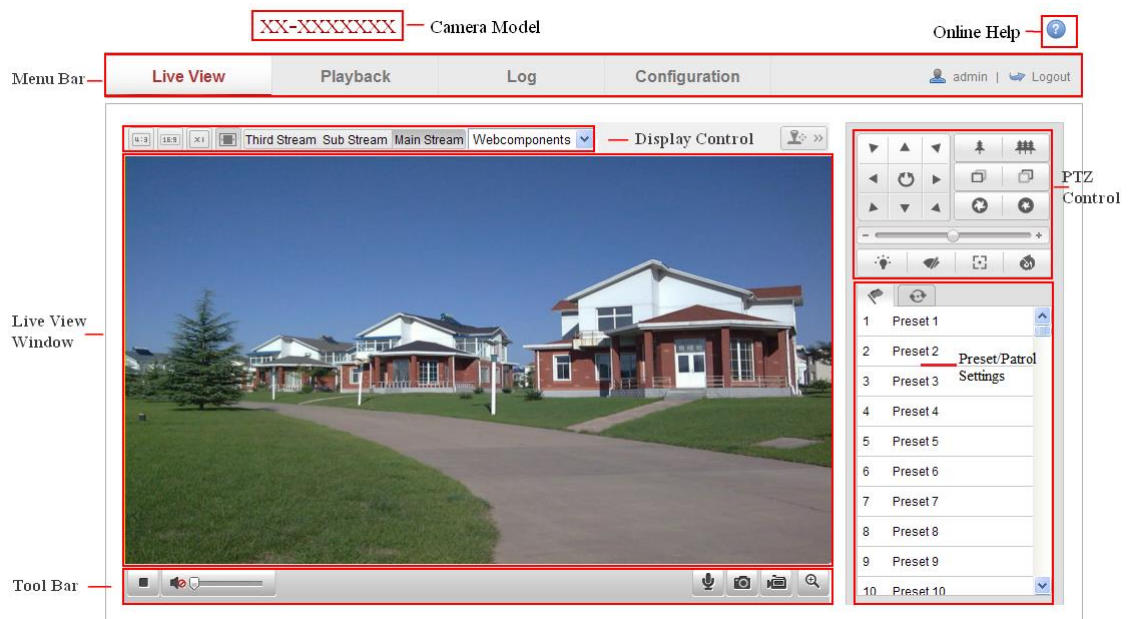 XX-XXXXXXX
Camera Model
Online Help
?
Menu Bar
Live View
Playback
Log
Configuration
admin | Logout
4:3
16:9
X1
Third Stream Sub Stream Main Stream Webcomponents
Display Control
PTZ
Control
Live View
Window
1 Preset 1
2 Preset 2
Preset/Patrol
Settings
3 Preset 3
4 Preset 4
5 Preset 5
6 Preset 6
7 Preset 7
8 Preset 8
9 Preset 9
10 Preset 10
Tool Bar